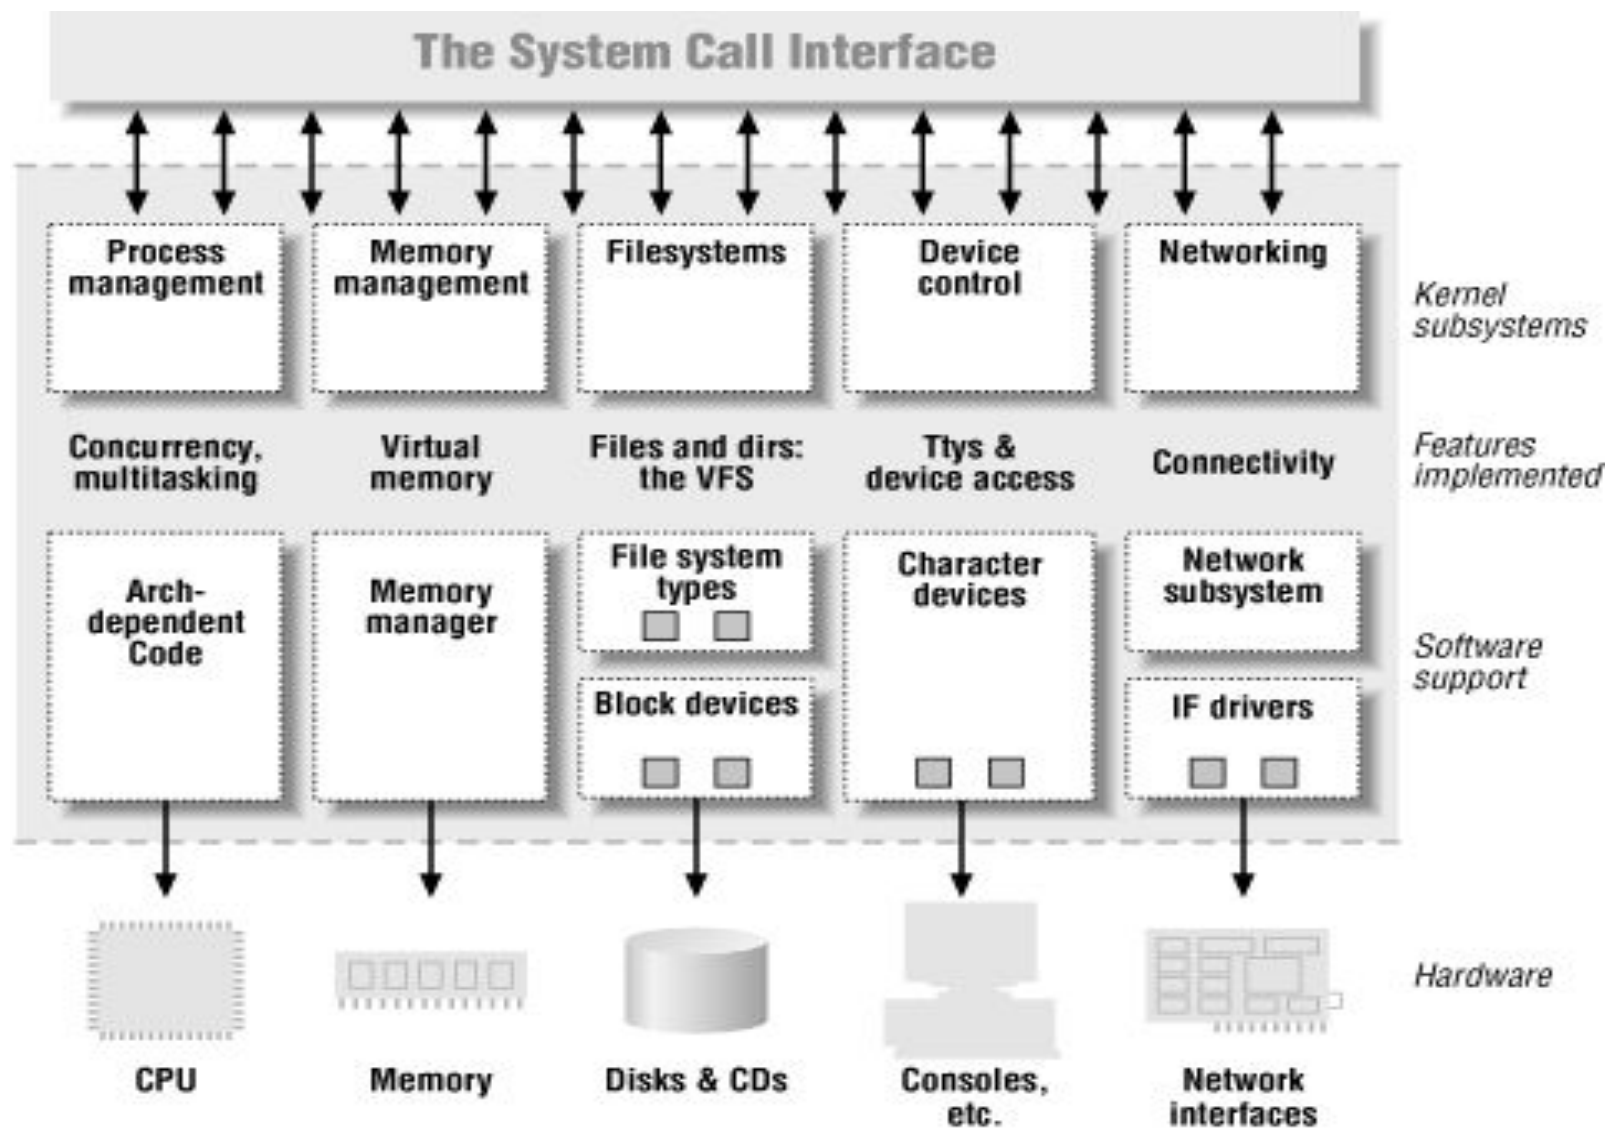 The System Call Interface
Process
management
Memory
management
Filesystems
Device
control
Networking
Kernel
subsystems
Concurrency,
multitasking
Virtual
memory
Files and dirs:
the VFS
Ttys &
device access
Connectivity
Features
implemented
Arch-
dependent
Code
Memory
manager
File system
types
Block devices
Character
devices
Network
subsystem
IF drivers
Software
support
CPU
Memory
Disks & CDs
Consoles,
etc.
Network
interfaces
Hardware